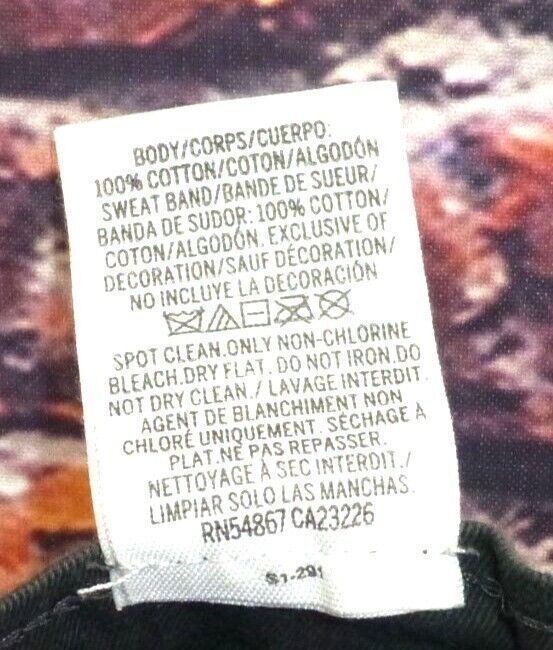 BODY/CORPS/CUERPO:
100% COTTON/COTON/ALGODÓN
SWEAT BAND/BANDE DE SUEUR/
BANDA DE SUDOR: 100% COTTON/
COTON/ALGODÓN. EXCLUSIVE OF
DECORATION/SAUF DÉCORATION/
NO INCLUYE LA DECORACIÓN
SPOT CLEAN.ONLY NON-CHLORINE
BLEACH.DRY FLAT. DO NOT IRON.DO
NOT DRY CLEAN./ LAVAGE INTERDIT.
AGENT DE BLANCHIMENT NON
CHLORÉ UNIQUEMENT. SÉCHAGE À
PLAT.NE PAS REPASSER.
NETTOYAGE À SEC INTERDIT./
LIMPIAR SOLO LAS MANCHAS.
RN54867 CA23226